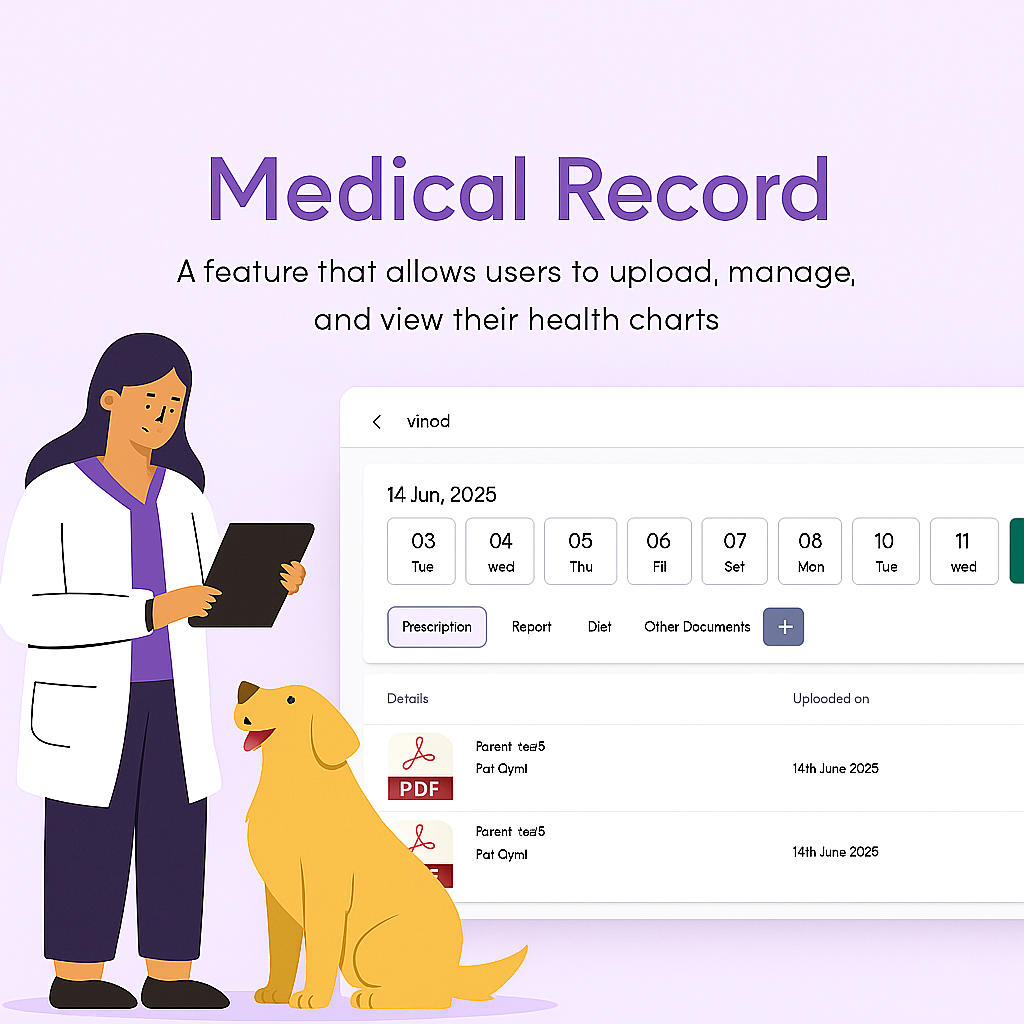 Medical Record
A feature that allows users to upload, manage,
and view their health charts
vinod
14 Jun, 2025
03 04 05 06 07 08 10 11
Tue wed Thu Fil Set Mon Tue wed
Prescription Report Diet Other Documents +
Details Uplooded on
Parent
Pat Qyml
14th June 2025
PDF
Parent
Pat Qyml
14th June 2025